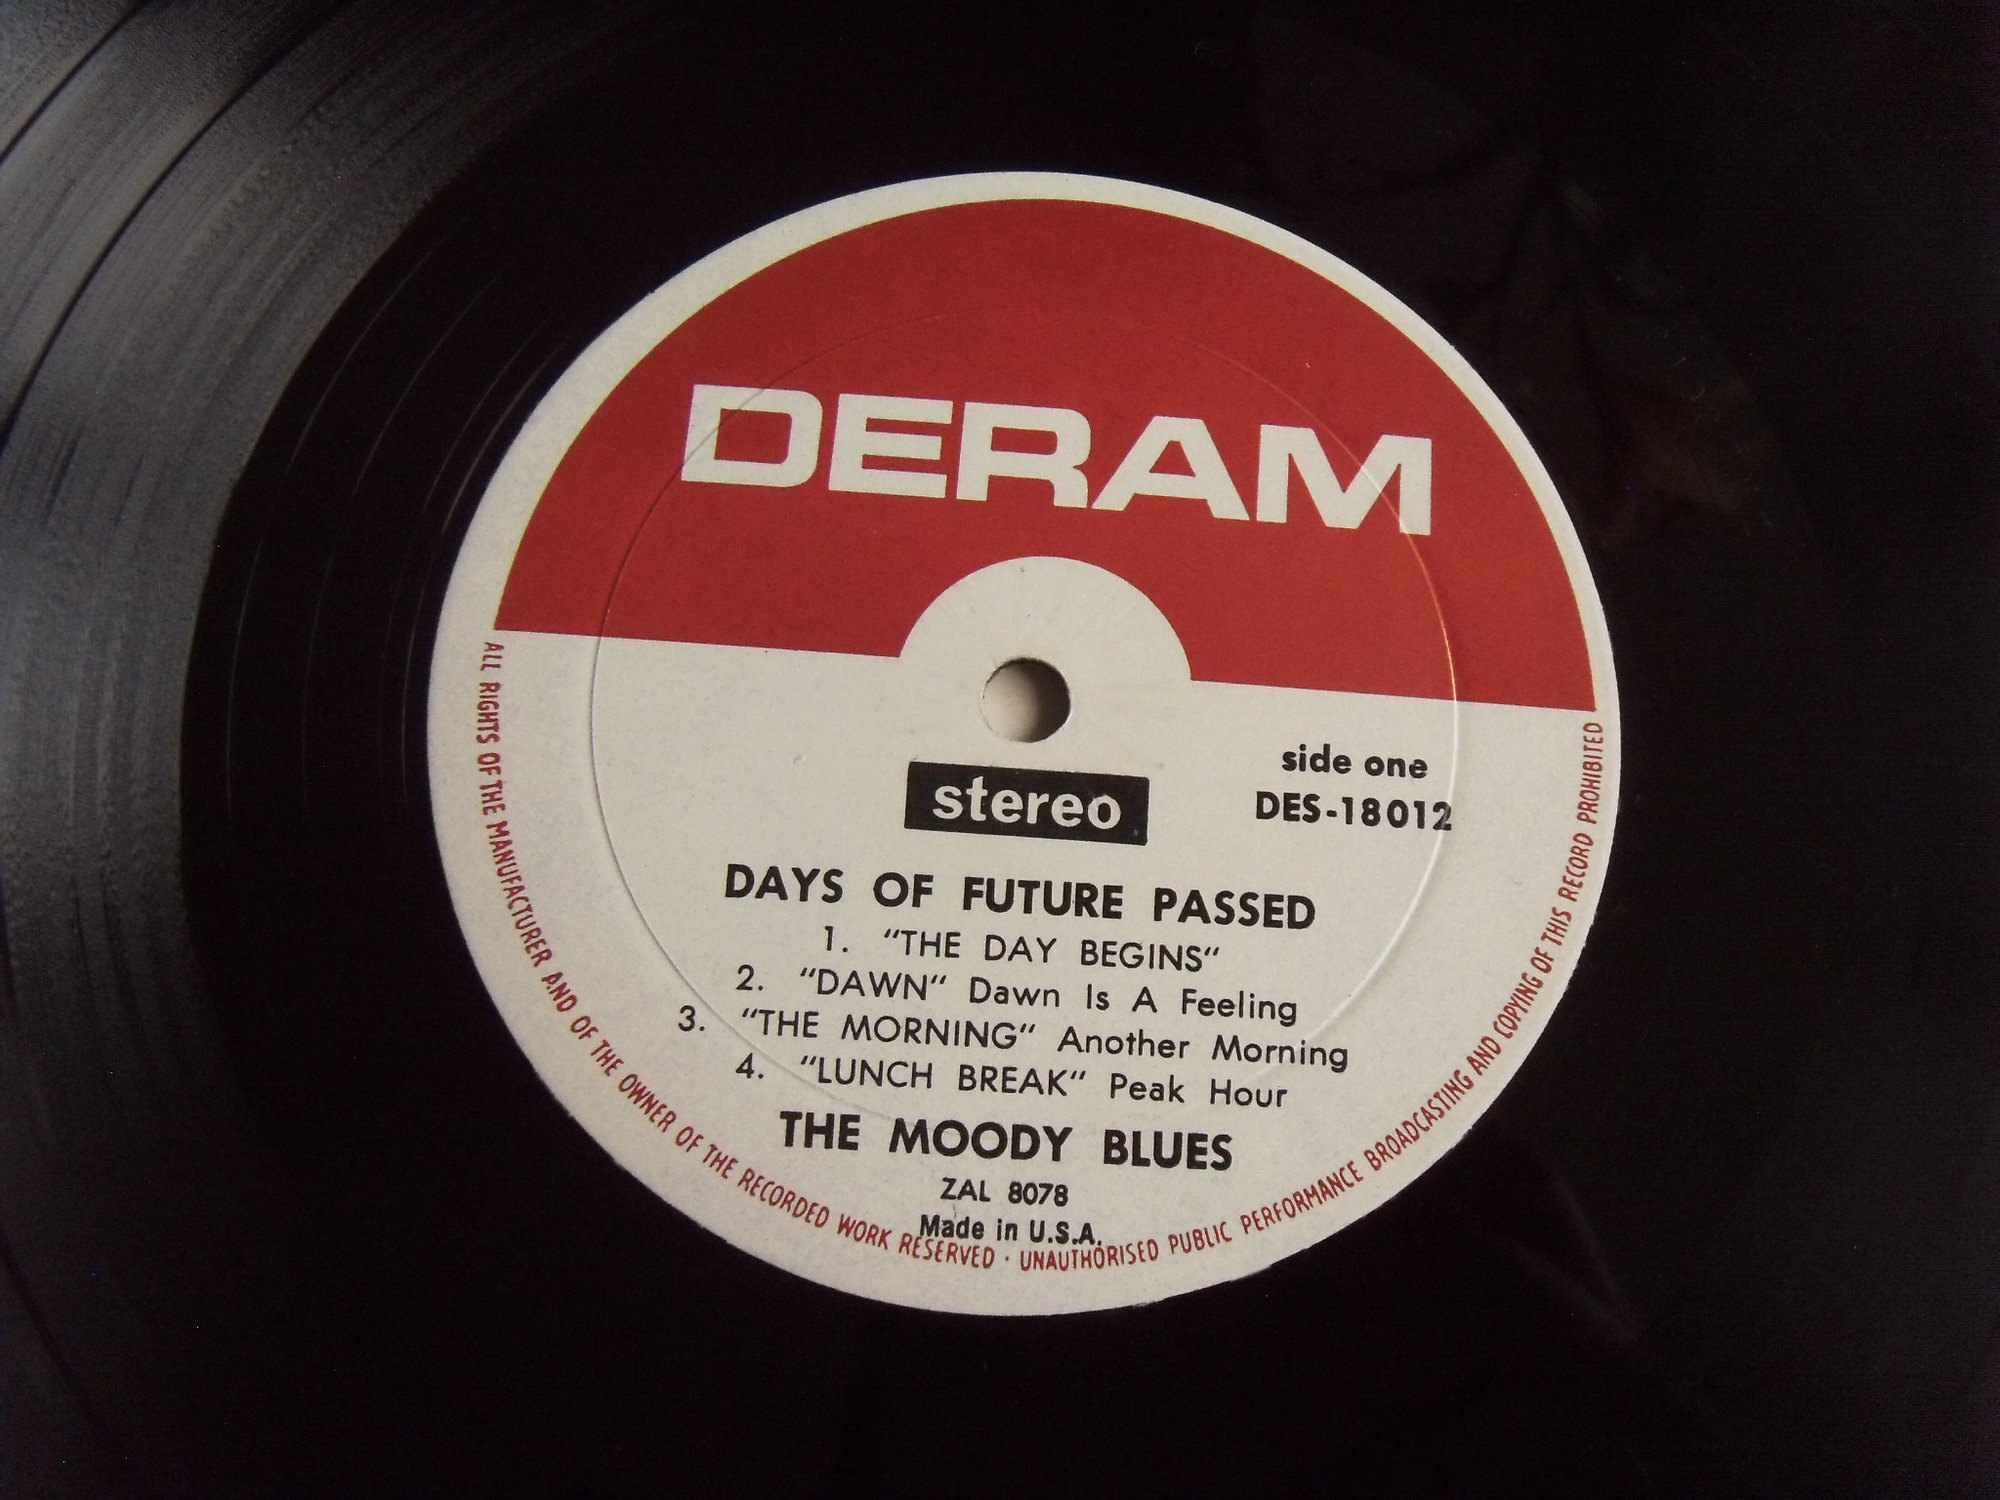 DERAM
stereo
side one
DES-18012
DAYS OF FUTURE PASSED
1. "THE DAY BEGINS"
2. "DAWN" Dawn Is A Feeling
3. "THE MORNING" Another Morning
4. "LUNCH BREAK" Peak Hour
THE MOODY BLUES
ZAL 8078
Made in U.S.A.
ALL RIGHTS OF THE MANUFACTURER AND OF THE OWNER OF THE RECORDED WORK RESERVED · UNAUTHORISED PUBLIC PERFORMANCE BROADCASTING AND COPYING OF THIS RECORD PROHIBITED